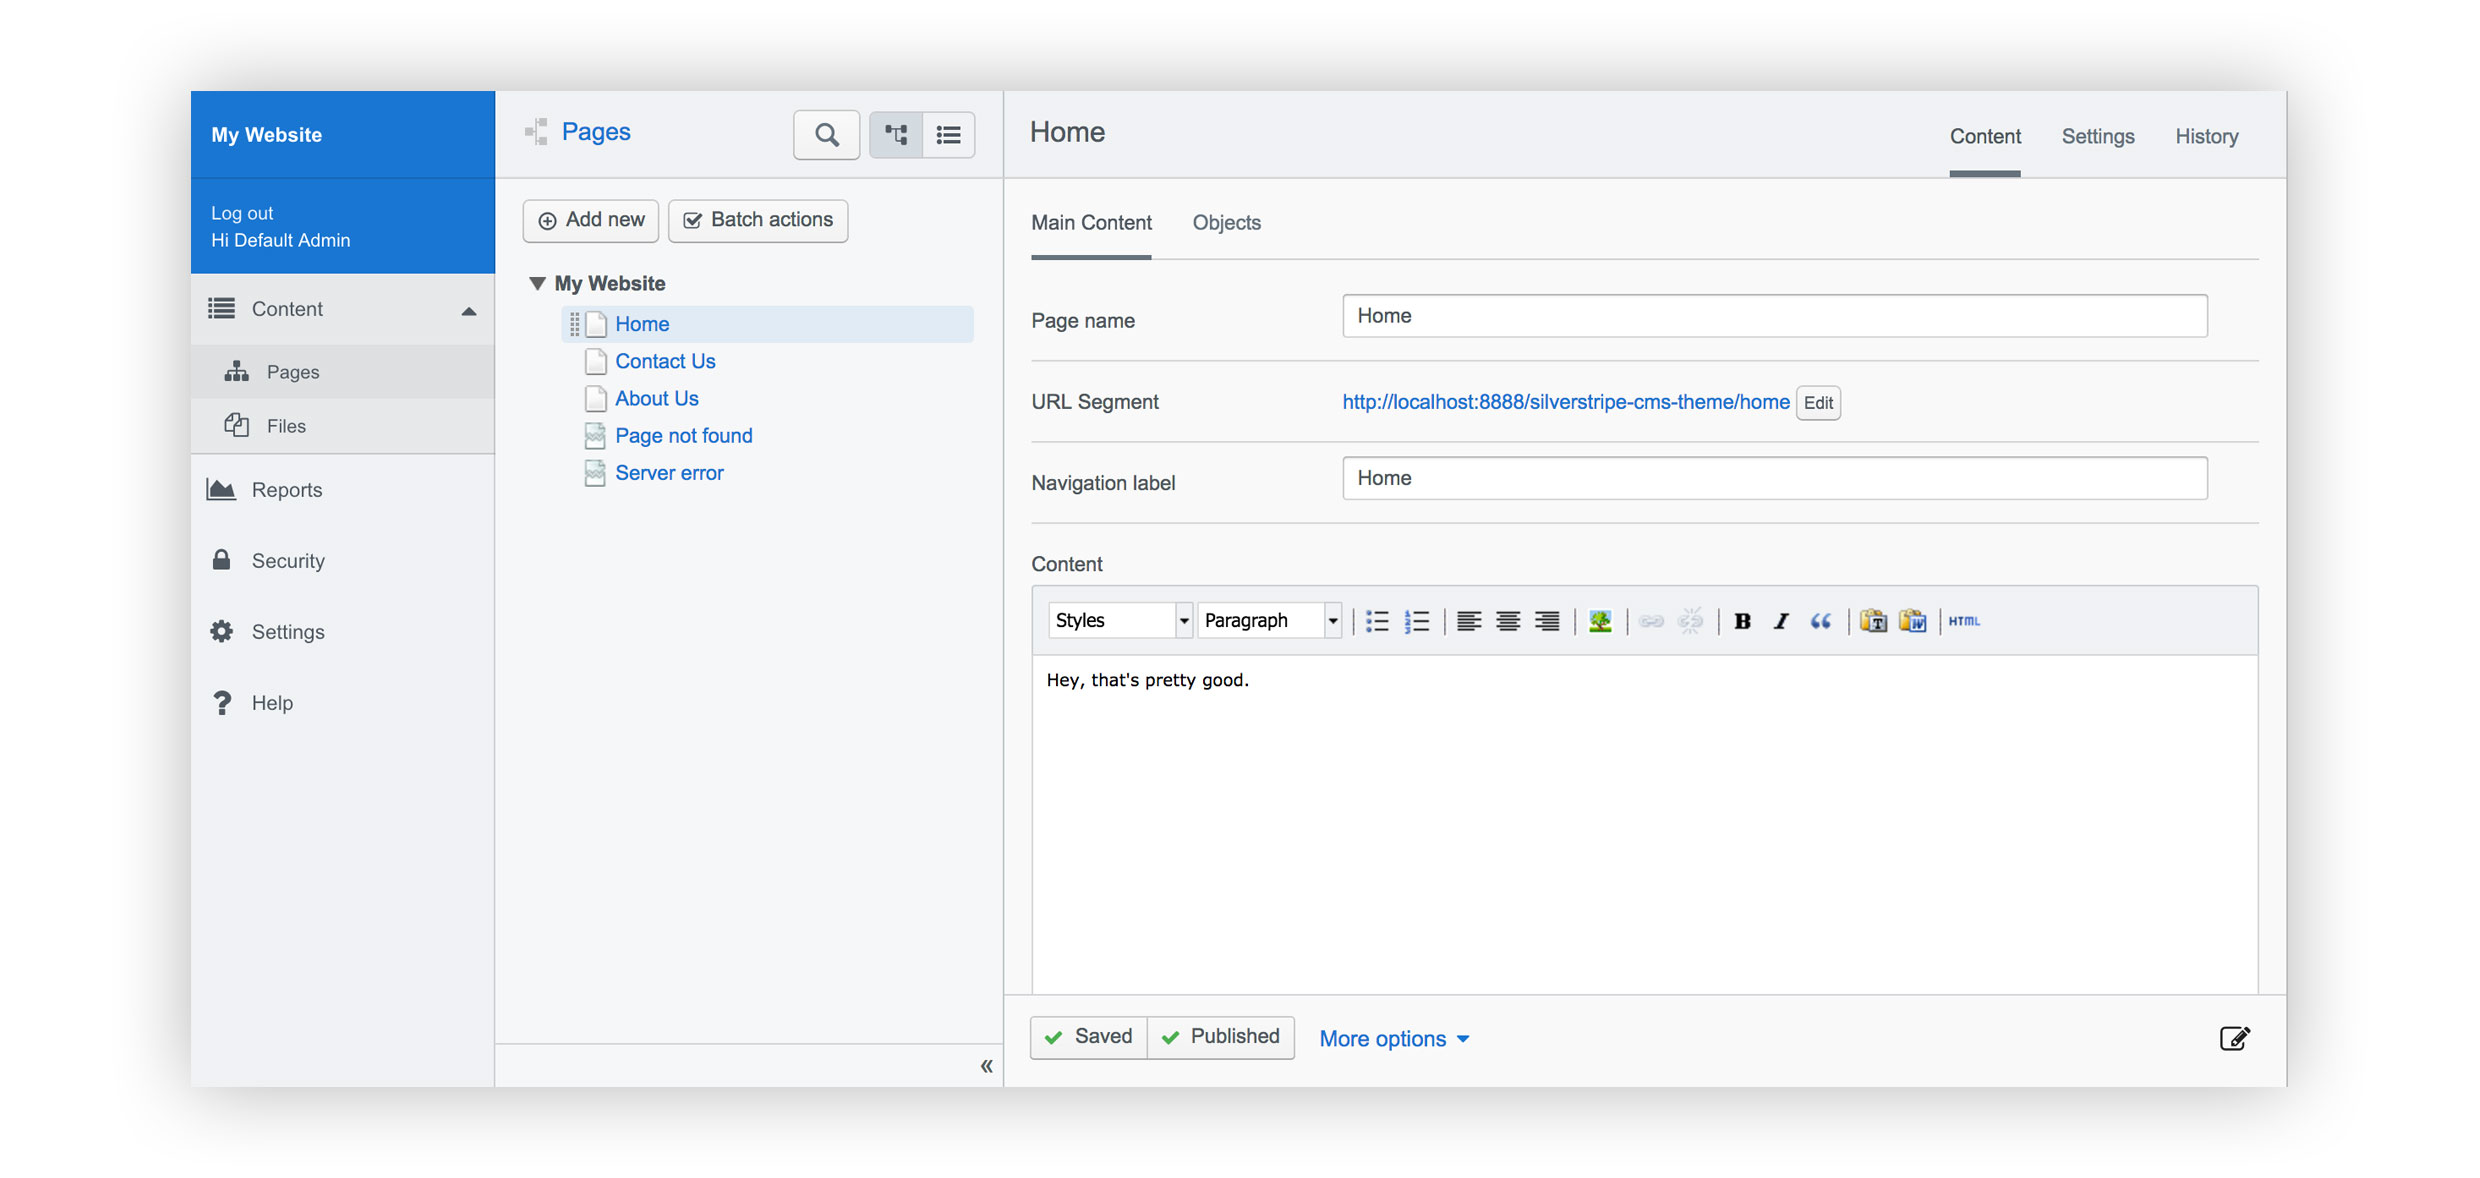 My Website
Log out
Hi Default Admin
Content
Pages
Files
Reports
Security
Settings
Help
Pages
Add new
Batch actions
My Website
Home
Contact Us
About Us
Page not found
Server error
«
Home
Content
Settings
History
Main Content
Objects
Page name
Home
URL Segment
http://localhost:8888/silverstripe-cms-theme/home
Edit
Navigation label
Home
Content
Styles
Paragraph
B
I
HTML
Hey, that's pretty good.
Saved
Published
More options